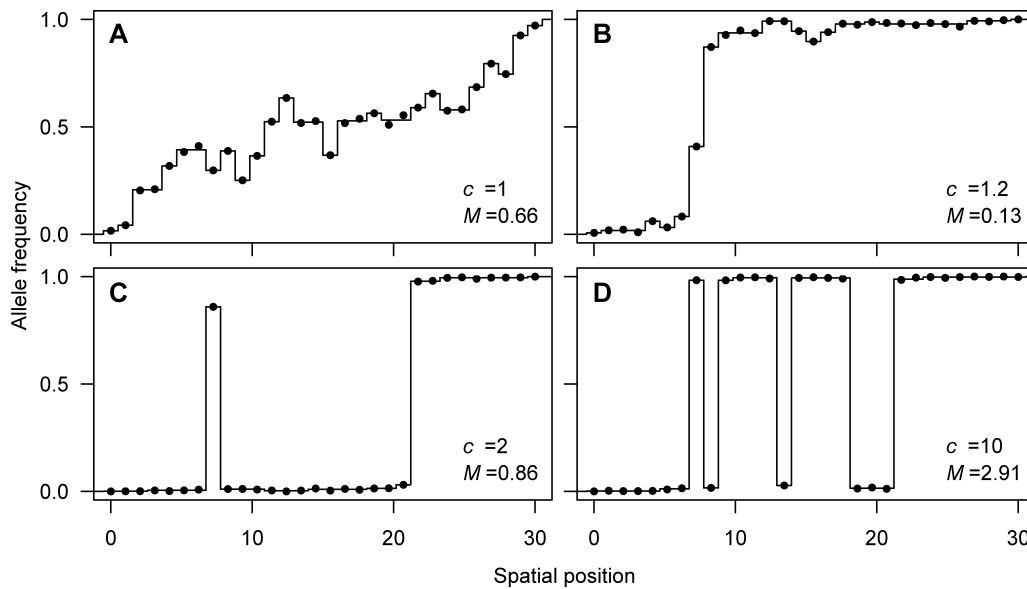 1.0
A
B
0.5
c =1
c =1.2
M =0.66
M =0.13
0.0
0 10 20 30 0 10 20 30
Allele frequency
1.0
C
D
0.5
c =2
c =10
M =0.86
M =2.91
0.0
Spatial position